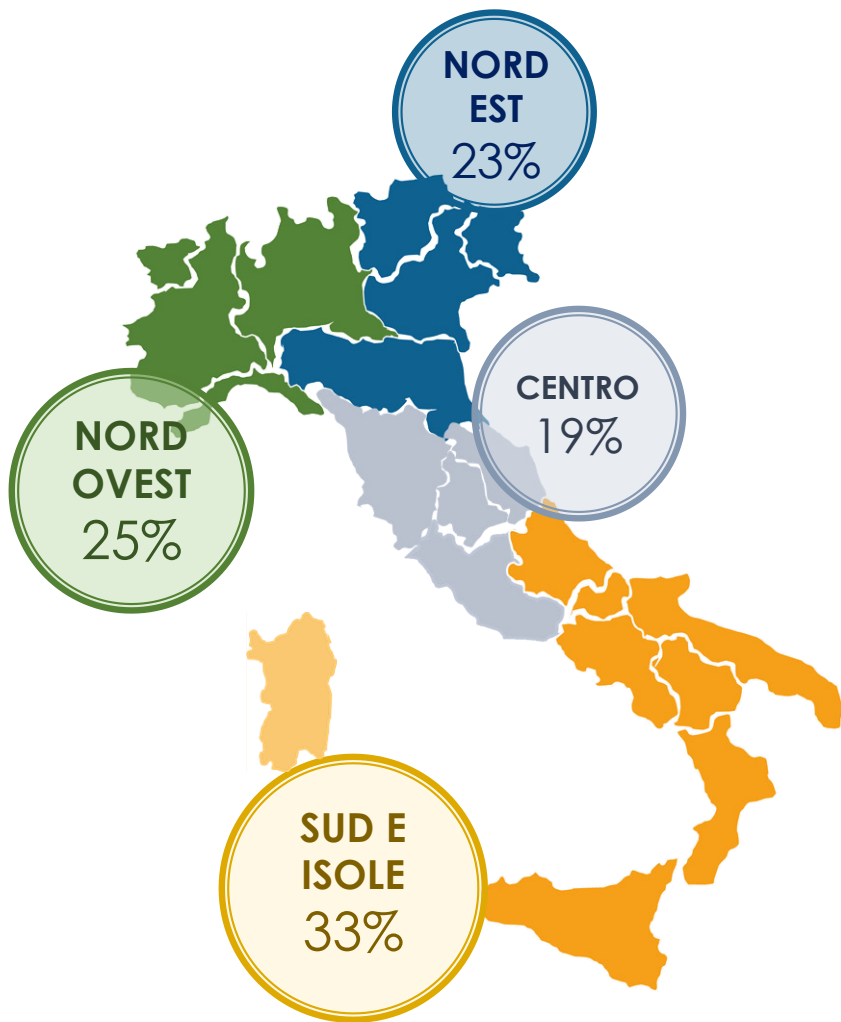 NORD
EST
23%
CENTRO
19%
NORD
OVEST
25%
SUD E
ISOLE
33%